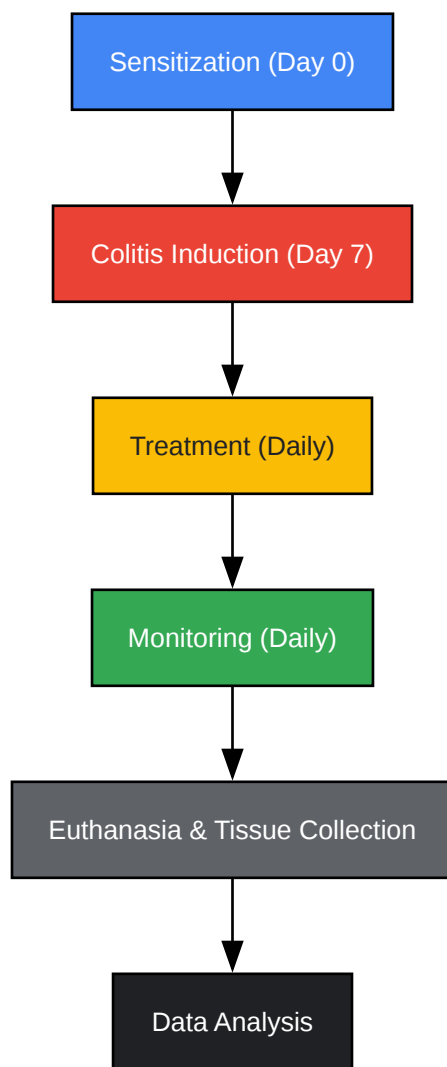 Sensitization (Day 0)
Colitis Induction (Day 7)
Treatment (Daily)
Monitoring (Daily)
Euthanasia & Tissue Collection
Data Analysis